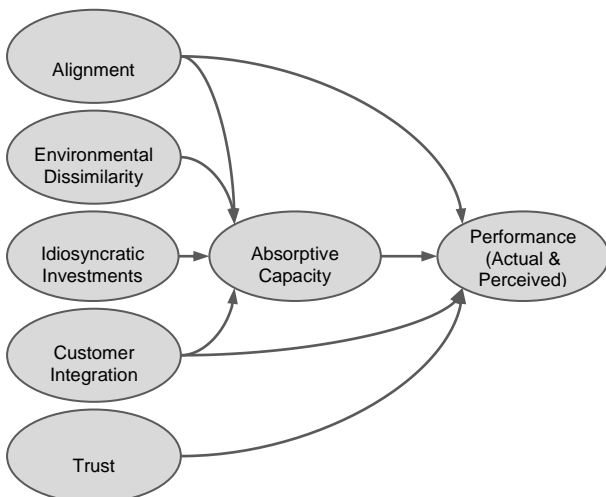 Alignment
Environmental
Dissimilarity
Idiosyncratic
Investments
Absorptive
Capacity
Performance
(Actual &
Perceived)
Customer
Integration
Trust